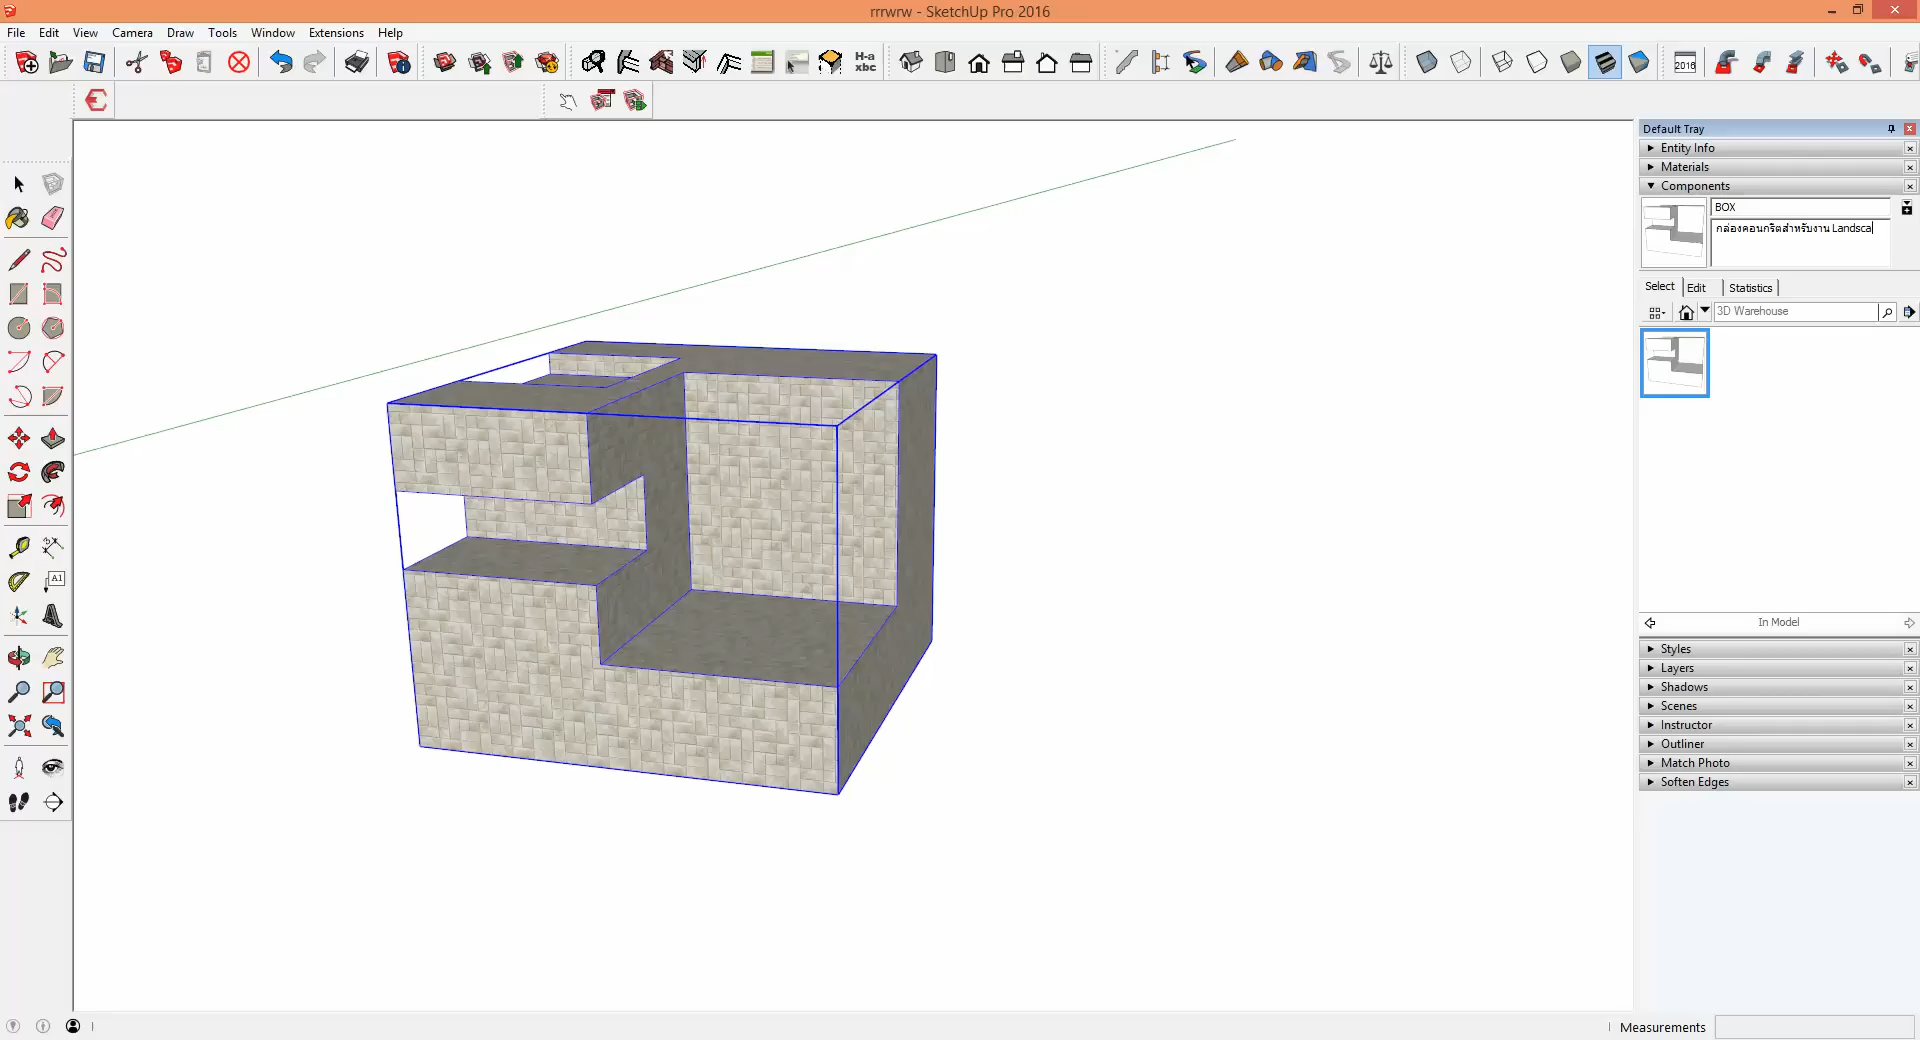 rrrwrw - SketchUp Pro 2016
File Edit View Camera Draw Tools Window Extensions Help
H-a
xbc
2016
Default Tray
Entity Info
Materials
Components
BOX
กล่องคอนกรีตสำหรับงาน Landsca
Select Edit Statistics
3D Warehouse
A1
In Model
Styles
Layers
Shadows
Scenes
Instructor
Outliner
Match Photo
Soften Edges
Measurements